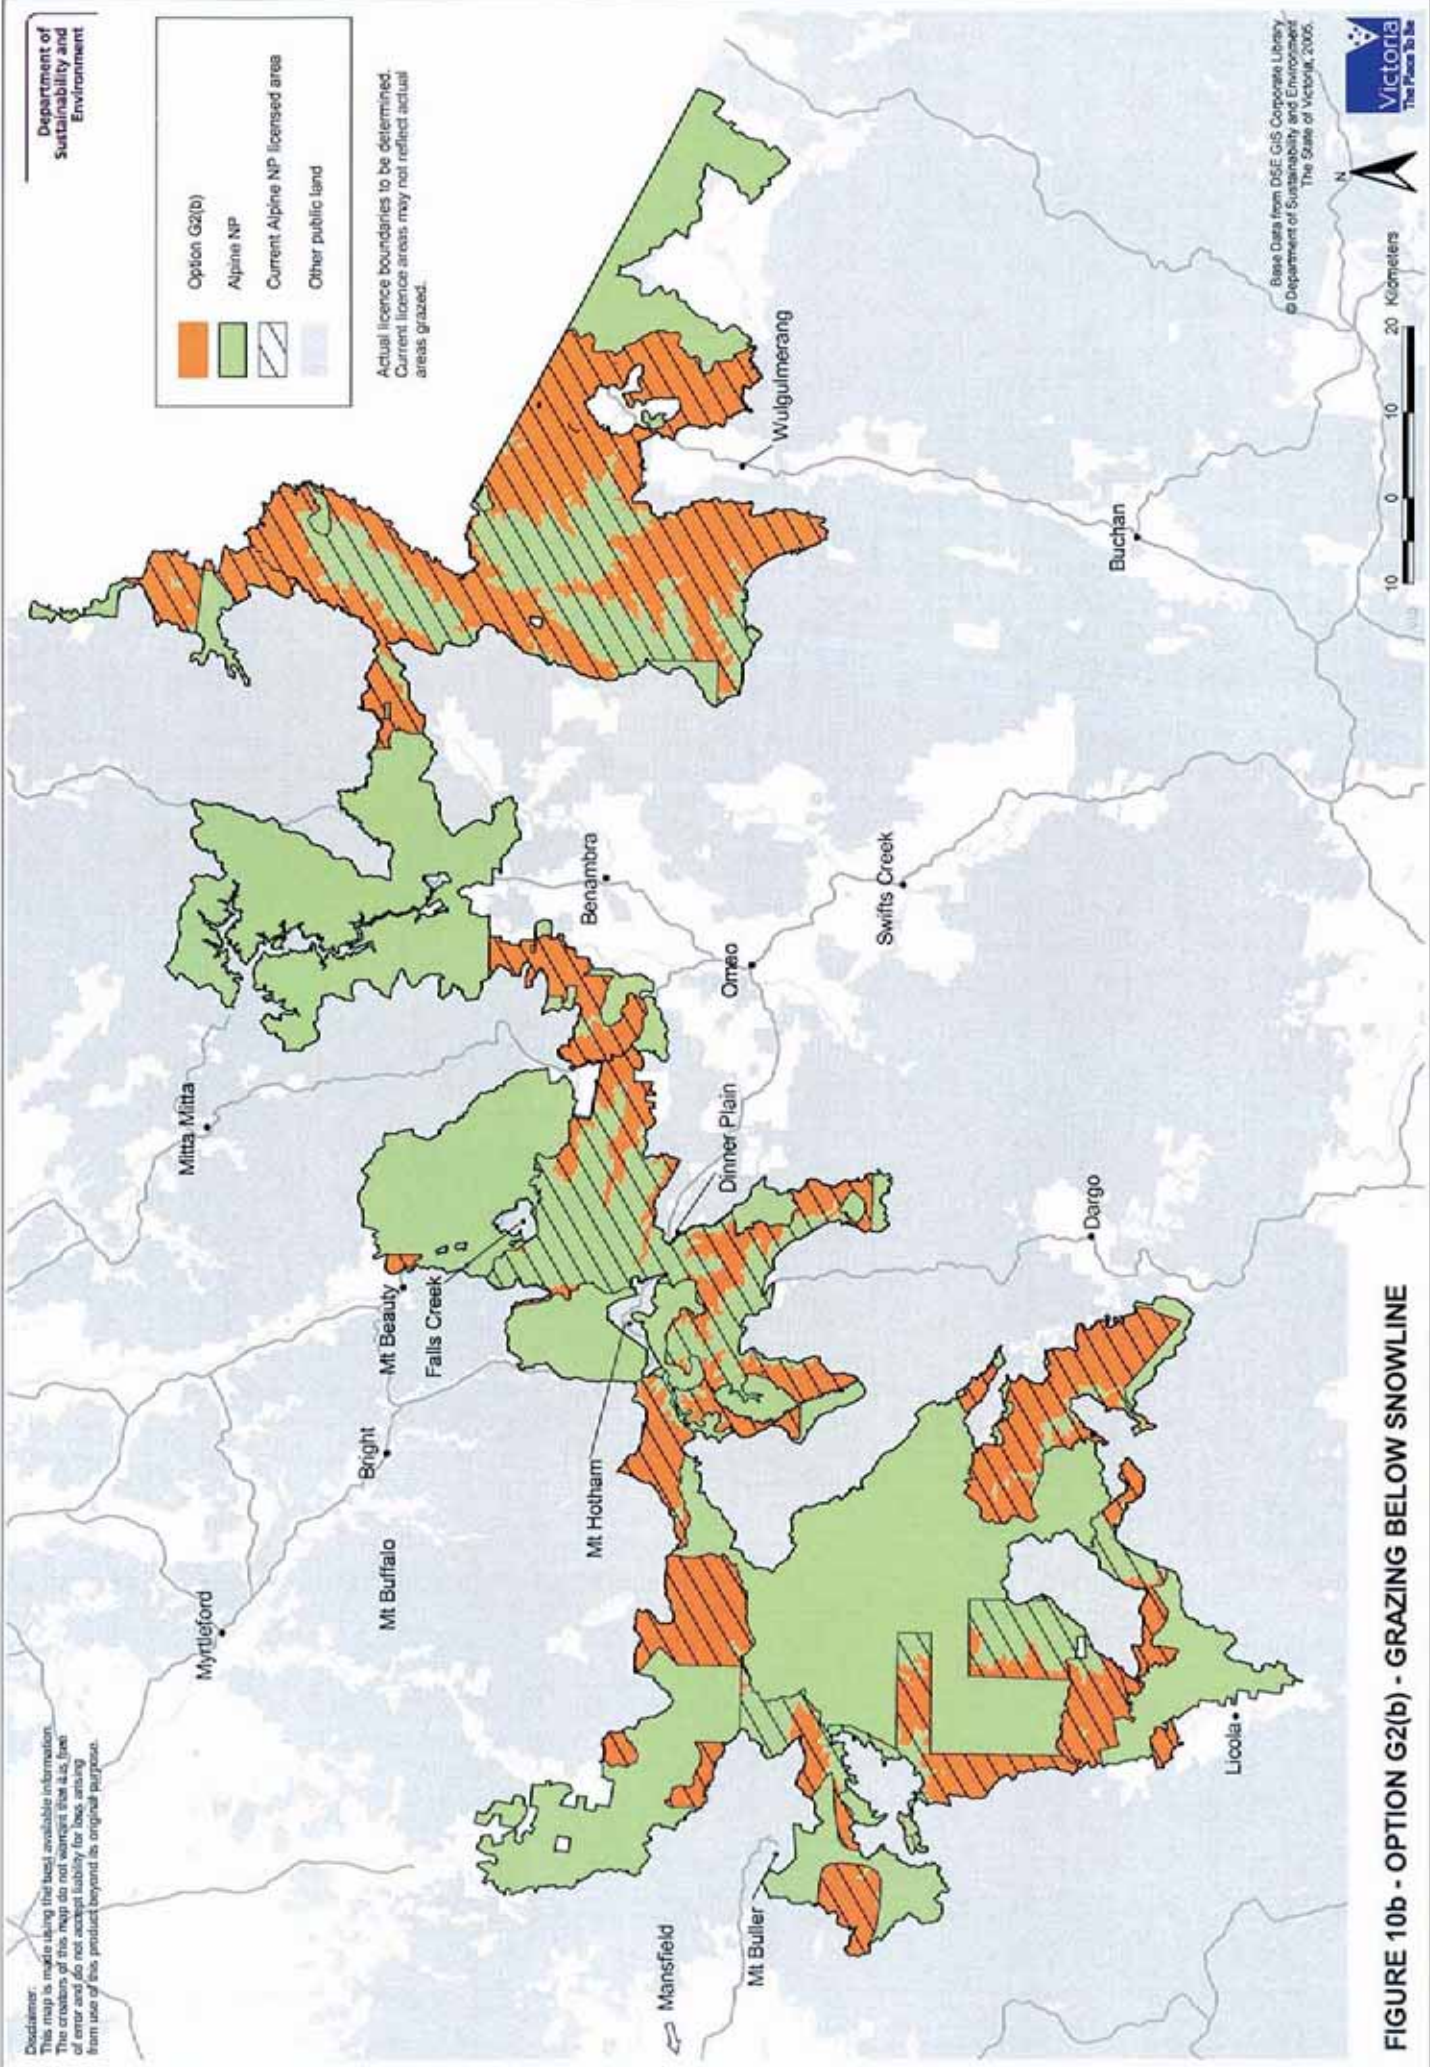 Disclaimer:
This map is made using the best available information.
The creators of this map do not warrant that it is free
of error and do not accept liability for loss arising
from use of this product beyond its original purpose.
Department of
Sustainability and
Environment
Option G2(b)
Alpine NP
Current Alpine NP licensed area
Other public land
Actual licence boundaries to be determined.
Current licence areas may not reflect actual
areas grazed.
Myrtleford
Mitta Mitta
Mt Buffalo
Bright
Mt Beauty
Falls Creek
Mt Hotham
Benambra
Omeo
Dinner Plain
Swifts Creek
Wulgulmerang
Mansfield
Mt Buller
Dargo
Buchan
Licola
Base Data from DSE GIS Corporate Library
© Department of Sustainability and Environment
The State of Victoria, 2005.
N
10 0 10 20 Kilometers
Victoria
The Place To Be
FIGURE 10b - OPTION G2(b) - GRAZING BELOW SNOWLINE